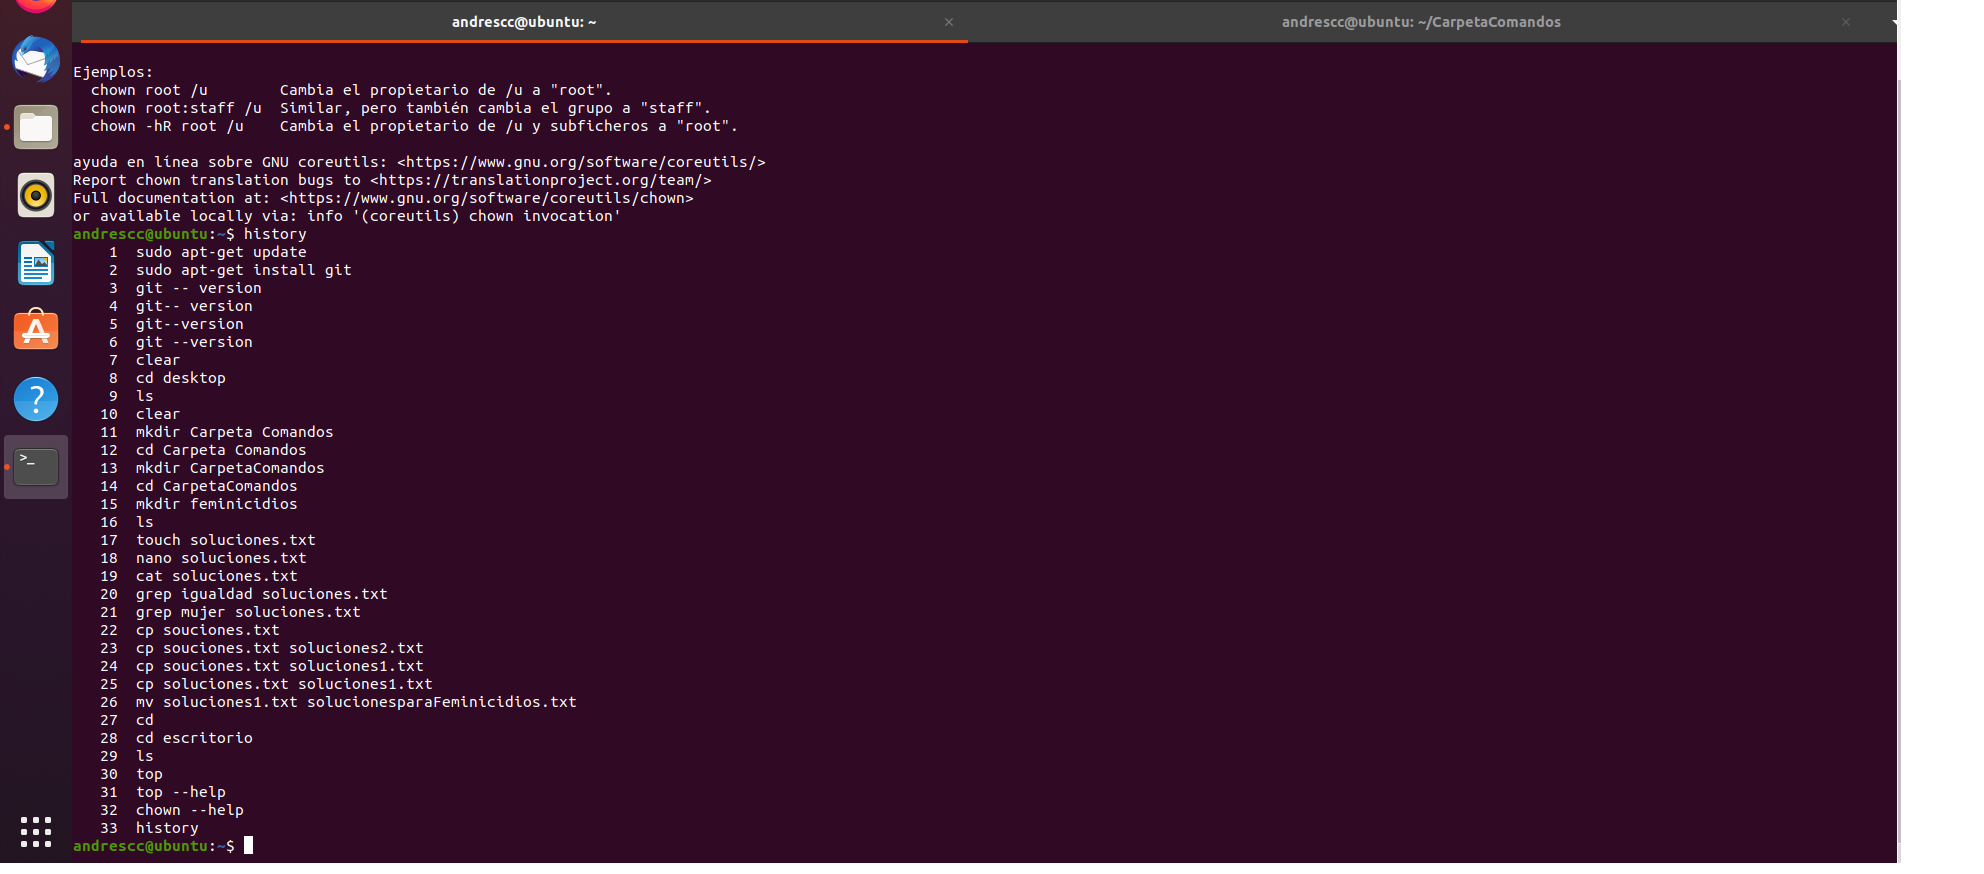 andrescc@ubuntu: ~
andrescc@ubuntu: ~/CarpetaComandos
Ejemplos:
  chown root /u        Cambia el propietario de /u a "root".
  chown root:staff /u  Similar, pero también cambia el grupo a "staff".
  chown -hR root /u    Cambia el propietario de /u y subficheros a "root".
ayuda en línea sobre GNU coreutils: <https://www.gnu.org/software/coreutils/>
Report chown translation bugs to <https://translationproject.org/team/>
Full documentation at: <https://www.gnu.org/software/coreutils/chown>
or available locally via: info '(coreutils) chown invocation'
andrescc@ubuntu:~$ history
    1  sudo apt-get update
    2  sudo apt-get install git
    3  git -- version
    4  git-- version
    5  git--version
    6  git --version
    7  clear
    8  cd desktop
    9  ls
   10  clear
   11  mkdir Carpeta Comandos
   12  cd Carpeta Comandos
   13  mkdir CarpetaComandos
   14  cd CarpetaComandos
   15  mkdir feminicidios
   16  ls
   17  touch soluciones.txt
   18  nano soluciones.txt
   19  cat soluciones.txt
   20  grep igualdad soluciones.txt
   21  grep mujer soluciones.txt
   22  cp souciones.txt
   23  cp souciones.txt soluciones2.txt
   24  cp souciones.txt soluciones1.txt
   25  cp soluciones.txt soluciones1.txt
   26  mv soluciones1.txt solucionesparaFeminicidios.txt
   27  cd
   28  cd escritorio
   29  ls
   30  top
   31  top --help
   32  chown --help
   33  history
andrescc@ubuntu:~$